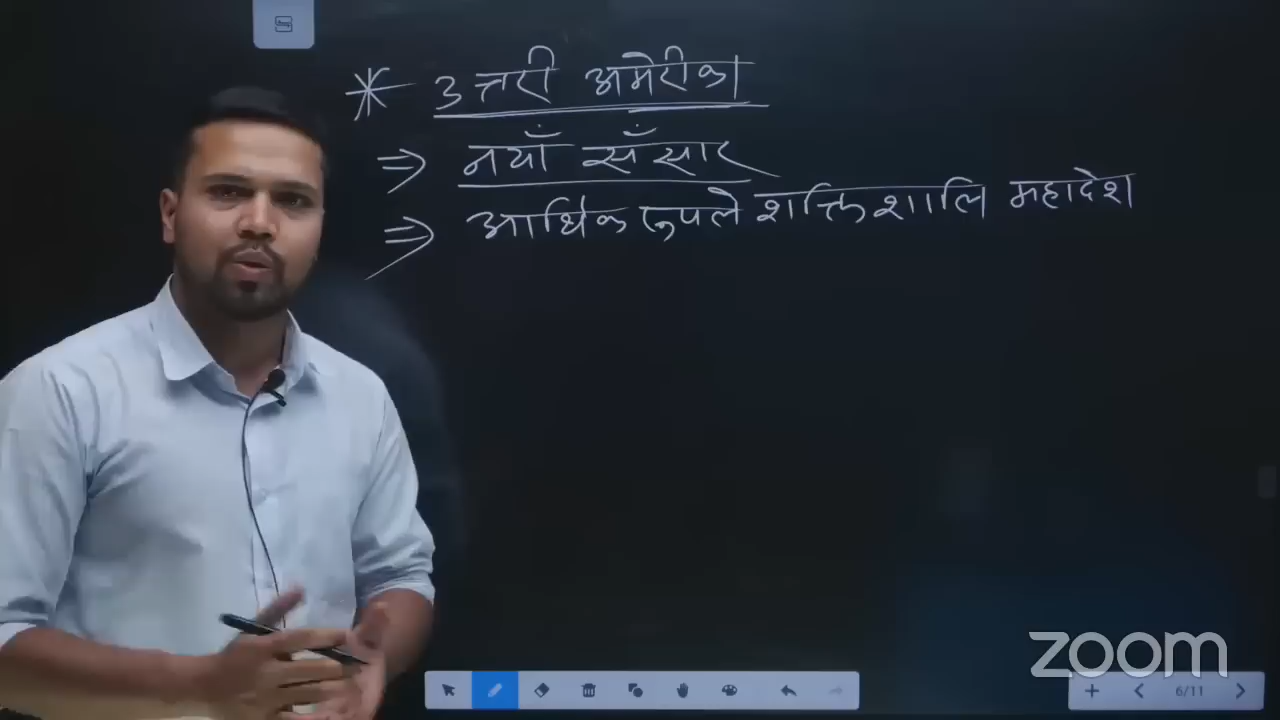 * उत्तरी अमेरीका
⇒ नयाँ सँसार
⇒ आर्थिक रूपले शक्तिशालि महादेश
zoom
6/11